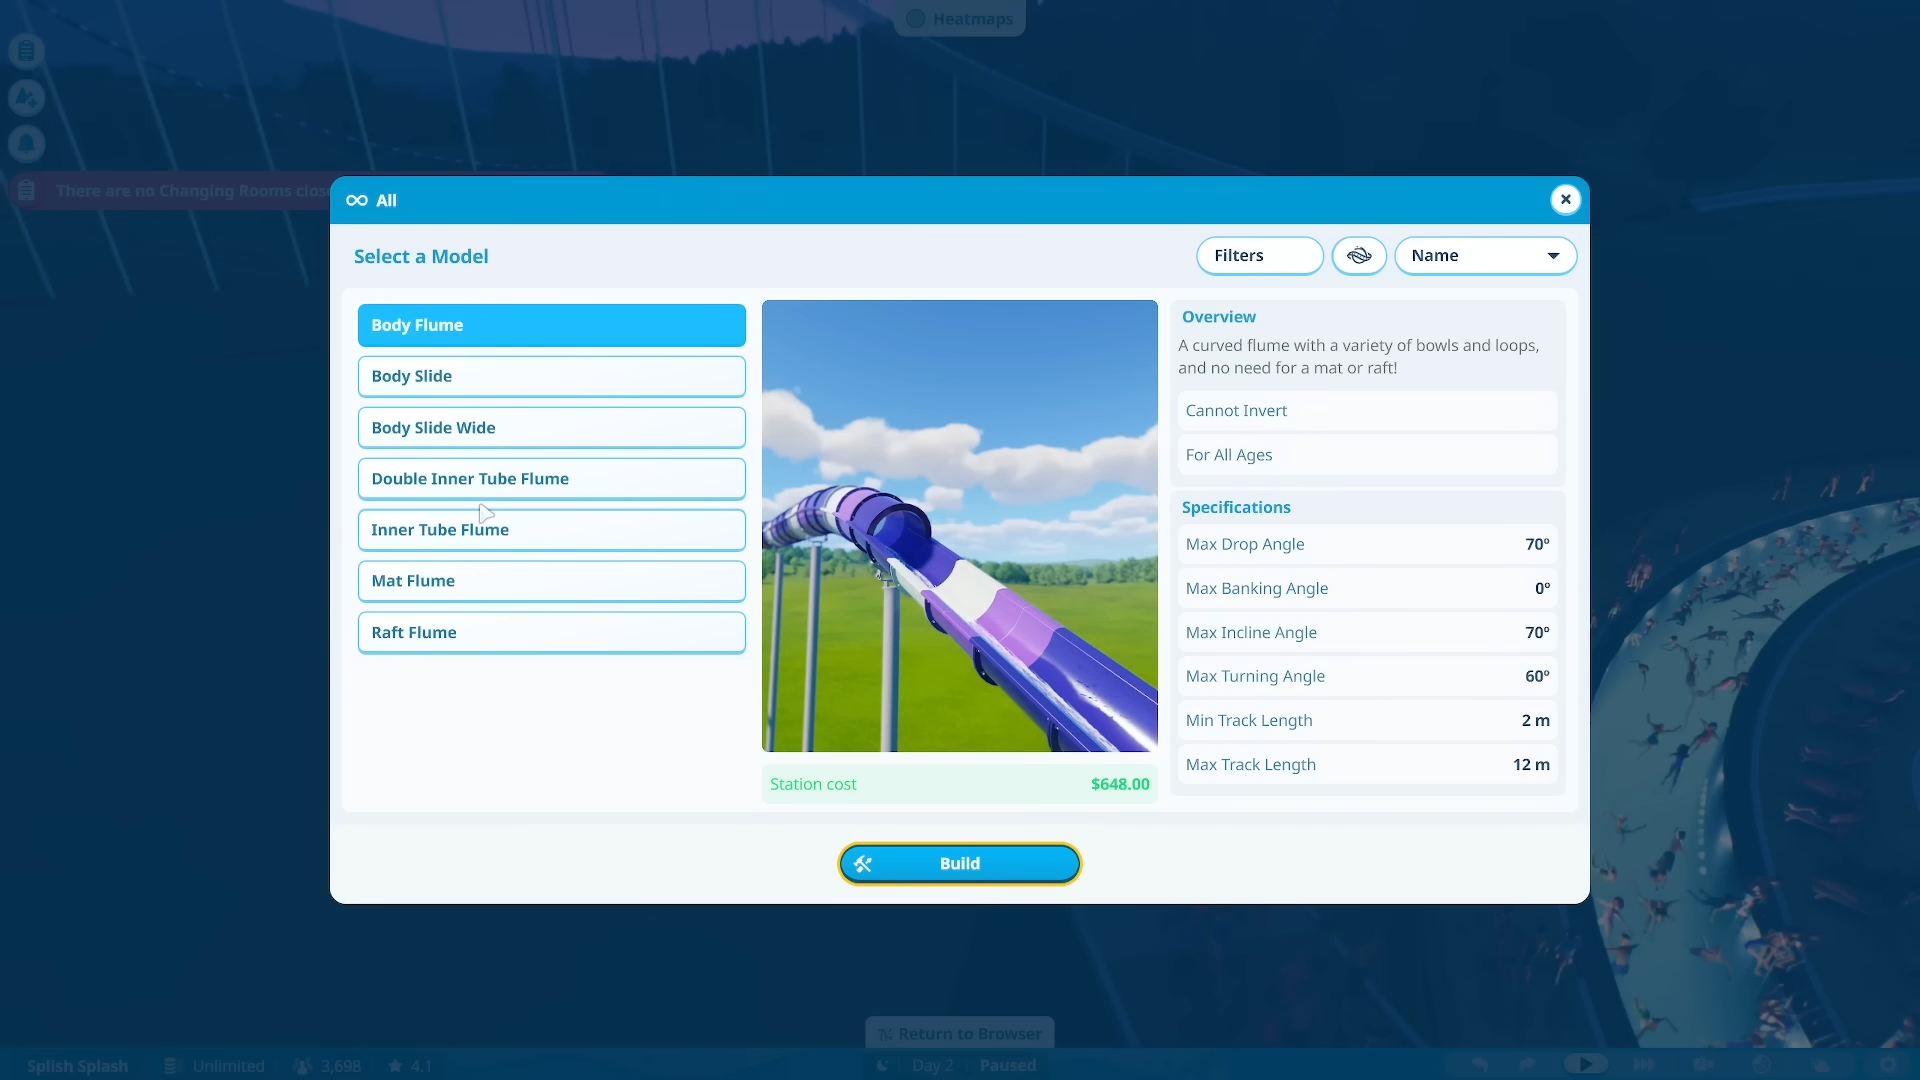 Heatmaps
There are no Changing Rooms clos
All
Select a Model
Filters
Name
Body Flume
Body Slide
Body Slide Wide
Double Inner Tube Flume
Inner Tube Flume
Mat Flume
Raft Flume
Station cost $648.00
Overview
A curved flume with a variety of bowls and loops,
and no need for a mat or raft!
Cannot Invert
For All Ages
Specifications
Max Drop Angle 70º
Max Banking Angle 0º
Max Incline Angle 70º
Max Turning Angle 60º
Min Track Length 2 m
Max Track Length 12 m
Build
Return to Browser
Splish Splash Unlimited 3,698 4.1 Day 2 Paused